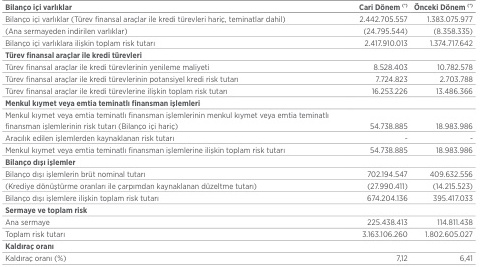 Bilanço içi varlıklar Cari Dönem (*) Önceki Dönem (*)
Bilanço içi varlıklar (Türev finansal araçlar ile kredi türevleri hariç, teminatlar dahil) 2.442.705.557 1.383.075.977
(Ana sermayeden indirilen varlıklar) (24.795.544) (8.358.335)
Bilanço içi varlıklara ilişkin toplam risk tutarı 2.417.910.013 1.374.717.642
Türev finansal araçlar ile kredi türevleri
Türev finansal araçlar ile kredi türevlerinin yenileme maliyeti 8.528.403 10.782.578
Türev finansal araçlar ile kredi türevlerinin potansiyel kredi risk tutarı 7.724.823 2.703.788
Türev finansal araçlar ile kredi türevlerine ilişkin toplam risk tutarı 16.253.226 13.486.366
Menkul kıymet veya emtia teminatlı finansman işlemleri
Menkul kıymet veya emtia teminatlı finansman işlemlerinin menkul kıymet veya emtia teminatlı
finansman işlemlerinin risk tutarı (Bilanço içi hariç) 54.738.885 18.983.986
Aracılık edilen işlemlerden kaynaklanan risk tutarı - -
Menkul kıymet veya emtia teminatlı finansman işlemlerine ilişkin toplam risk tutarı 54.738.885 18.983.986
Bilanço dışı işlemler
Bilanço dışı işlemlerin brüt nominal tutarı 702.194.547 409.632.556
(Krediye dönüştürme oranları ile çarpımdan kaynaklanan düzeltme tutarı) (27.990.411) (14.215.523)
Bilanço dışı işlemlere ilişkin toplam risk tutarı 674.204.136 395.417.033
Sermaye ve toplam risk
Ana sermaye 225.438.413 114.811.438
Toplam risk tutarı 3.163.106.260 1.802.605.027
Kaldıraç oranı
Kaldıraç oranı (%) 7,12 6,41